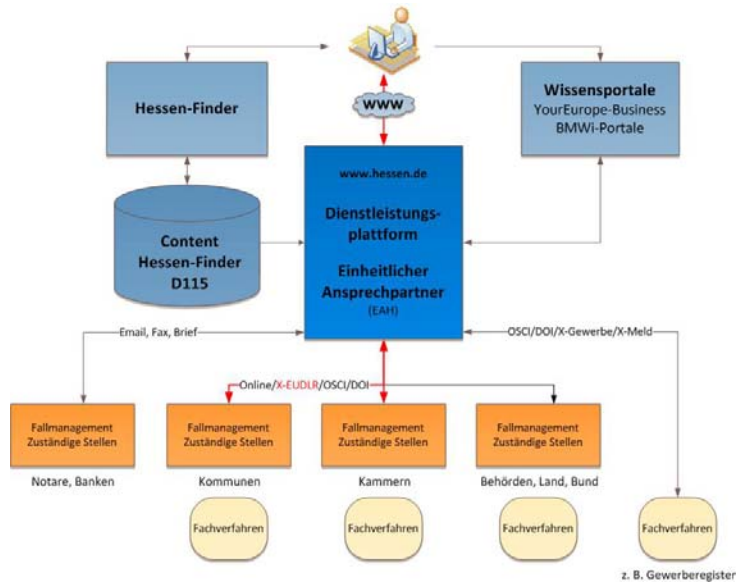 www
Hessen-Finder
Wissensportale
YourEurope-Business
BMWi-Portale
www.hessen.de
Dienstleistungs-
plattform
Einheitlicher
Ansprechpartner
(EAH)
Content
Hessen-Finder
D115
Email, Fax, Brief
OSCI/DOI/X-Gewerbe/X-Meld
Online/X-EUDLR/OSCI/DOI
Fallmanagement
Zuständige Stellen
Fallmanagement
Zuständige Stellen
Fallmanagement
Zuständige Stellen
Fallmanagement
Zuständige Stellen
Notare, Banken
Kommunen
Kammern
Behörden, Land, Bund
Fachverfahren
Fachverfahren
Fachverfahren
Fachverfahren
z. B. Gewerberegister